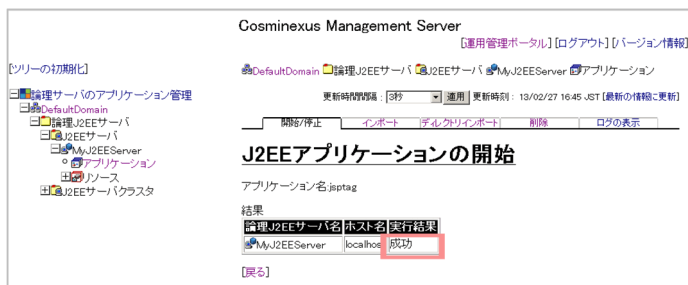 Cosminexus Management Server
[運用管理ポータル] [ログアウト] [バージョン情報]
[ツリーの初期化]
DefaultDomain 論理J2EEサーバ J2EEサーバ MyJ2EEServer アプリケーション
論理サーバのアプリケーション管理
DefaultDomain
論理J2EEサーバ
J2EEサーバ
MyJ2EEServer
アプリケーション
リソース
J2EEサーバクラスタ
更新時間間隔: 3秒 適用 更新時刻: 13/02/27 16:45 JST [最新の情報に更新]
開始/停止 インポート ディレクトリインポート 削除 ログの表示
J2EEアプリケーションの開始
アプリケーション名:jsptag
結果
論理J2EEサーバ名 ホスト名 実行結果
MyJ2EEServer localhos 成功
[戻る]